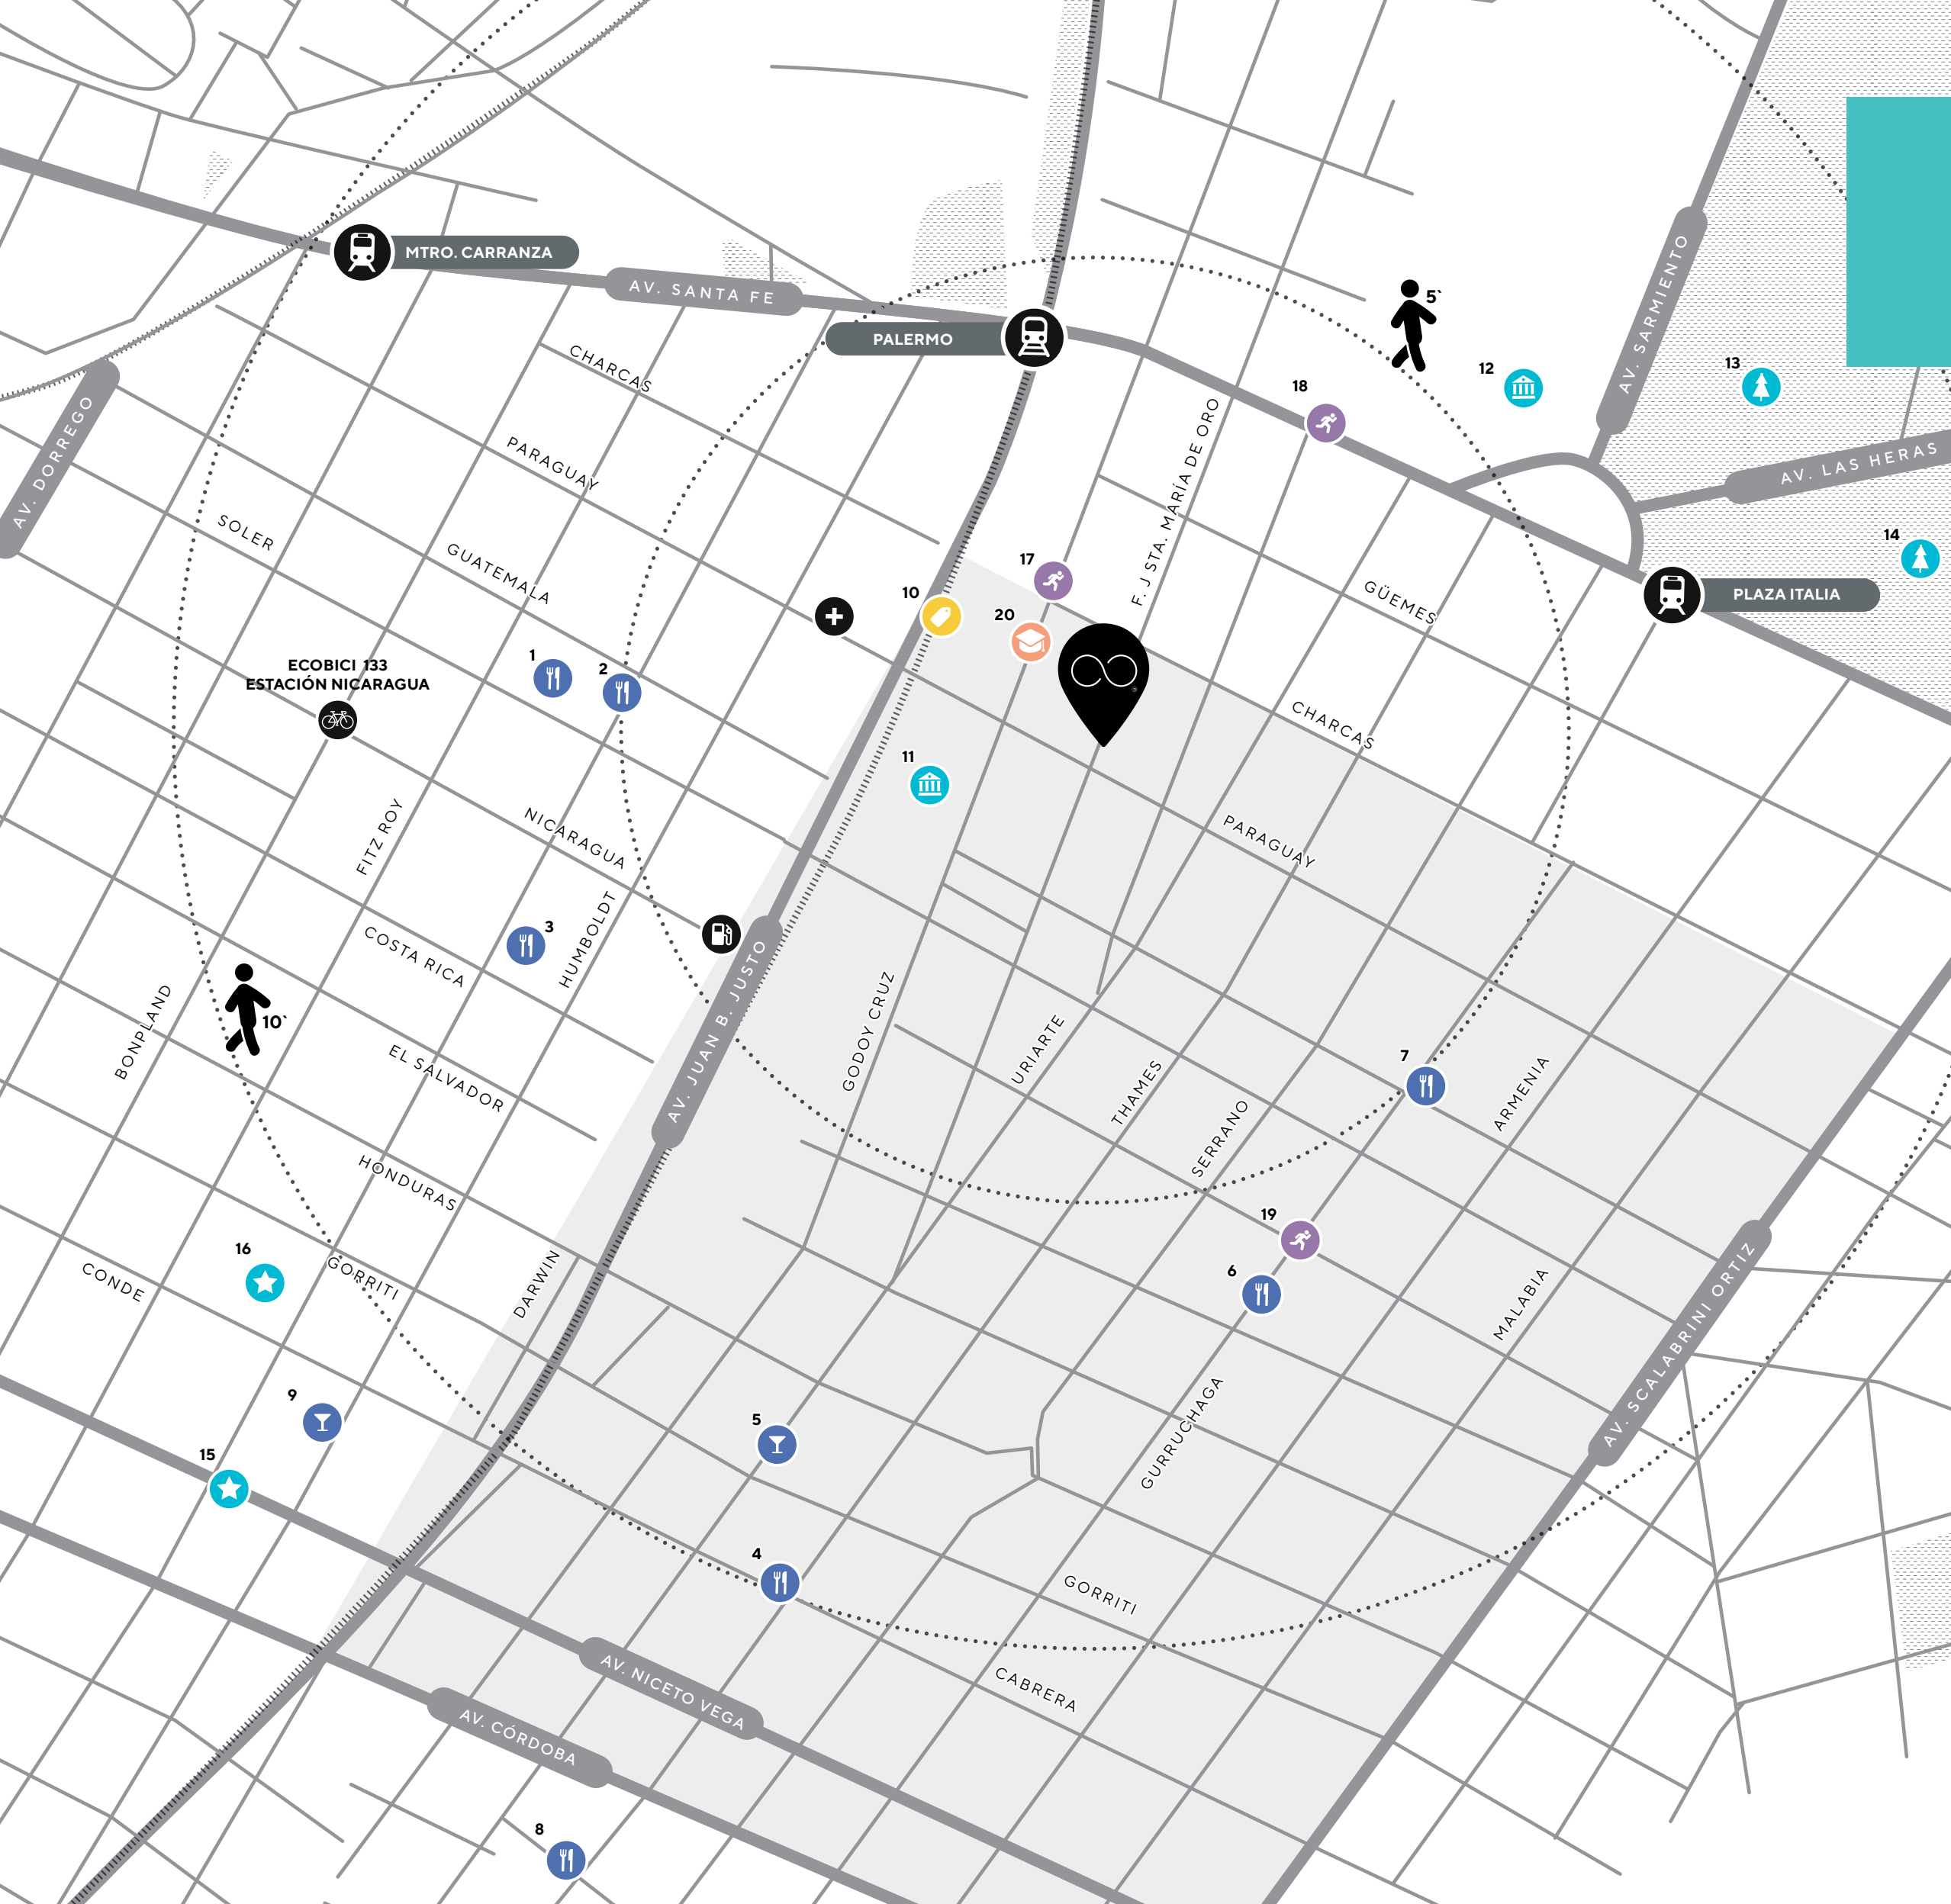 MTRO. CARRANZA
AV. SANTA FE
PALERMO
5`
AV. SARMIENTO
12
13
18
AV. DORREGO
CHARCAS
PARAGUAY
F. J STA. MARÍA DE ORO
AV. LAS HERAS
SOLER
GUATEMALA
14
17
10
20
GÜEMES
PLAZA ITALIA
ECOBICI 133
ESTACIÓN NICARAGUA
1
2
CHARCAS
11
FITZ ROY
NICARAGUA
PARAGUAY
3
HUMBOLDT
COSTA RICA
BONPLAND
10`
AV. JUAN B. JUSTO
GODOY CRUZ
URIARTE
THAMES
SERRANO
7
ARMENIA
EL SALVADOR
HONDURAS
19
6
16
CONDE
GORRITI
DARWIN
MALABIA
AV. SCALABRINI ORTIZ
9
5
GURRUCHAGA
15
4
GORRITI
CABRERA
AV. NICETO VEGA
AV. CÓRDOBA
8